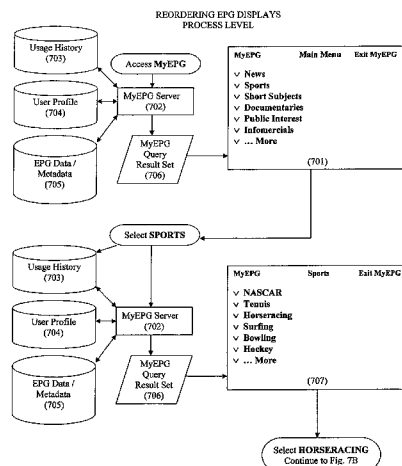 REORDERING EPG DISPLAYS
PROCESS LEVEL
Usage History
(703)
User Profile
(704)
EPG Data /
Metadata
(705)
Access MyEPG
MyEPG Server
(702)
MyEPG
Query
Result Set
(706)
MyEPG Main Menu Exit MyEPG
v News
v Sports
v Short Subjects
v Documentaries
v Public Interest
v Infomercials
v ... More
(701)
Select SPORTS
Usage History
(703)
User Profile
(704)
EPG Data /
Metadata
(705)
MyEPG Server
(702)
MyEPG
Query
Result Set
(706)
MyEPG Sports Exit MyEPG
v NASCAR
v Tennis
v Horseracing
v Surfing
v Bowling
v Hockey
v ... More
(707)
Select HORSERACING
Continue to Fig. 7B